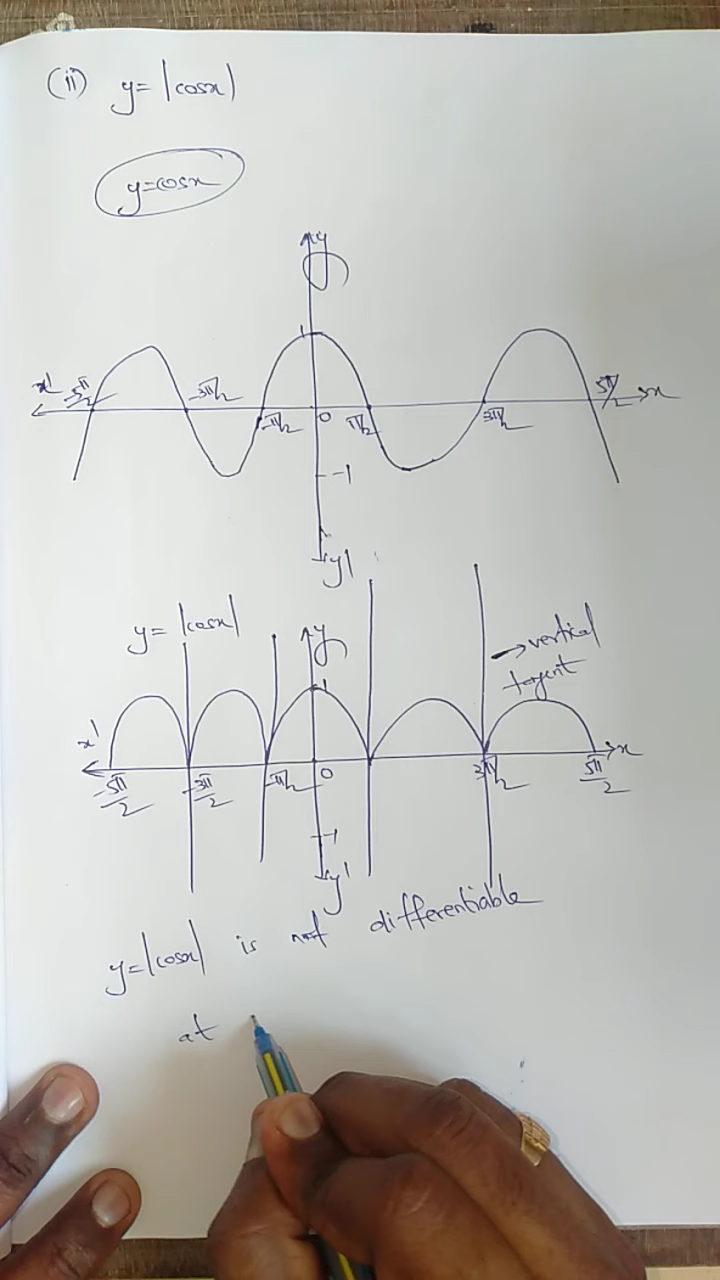 (ii) y = |cosx|
y=cosx
y
1
x' -5π/2 -3π/2 -π/2 0 π/2 3π/2 5π/2 x
-1
y'
y = |cosx|
y
→ vertical
tangent
1
x' x
-5π/2 -3π/2 -π/2 0 3π/2 5π/2
-1
y'
y=|cosx| is not differentiable
at